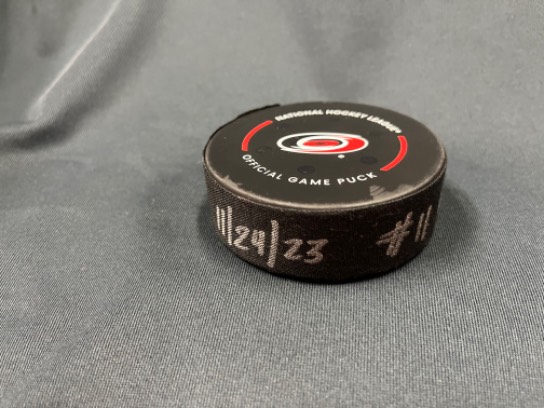 NATIONAL HOCKEY LEAGUE®
OFFICIAL GAME PUCK
11/24/23 #11